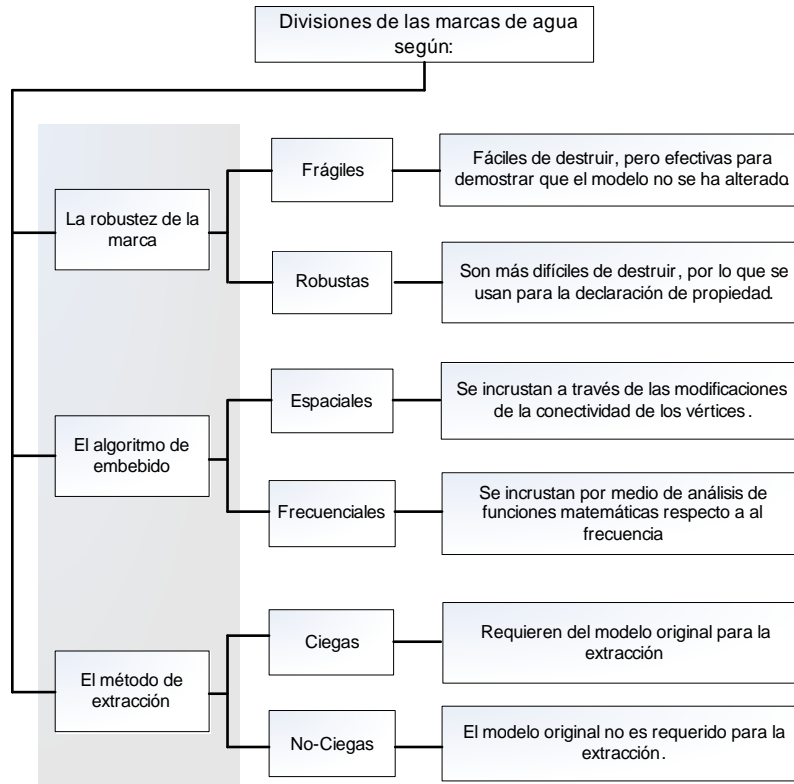 Divisiones de las marcas de agua
según:
La robustez de la
marca
Frágiles
Fáciles de destruir, pero efectivas para
demostrar que el modelo no se ha alterado.
Robustas
Son más difíciles de destruir, por lo que se
usan para la declaración de propiedad.
El algoritmo de
embebido
Espaciales
Se incrustan a través de las modificaciones
de la conectividad de los vértices.
Frecuenciales
Se incrustan por medio de análisis de
funciones matemáticas respecto a al
frecuencia
El método de
extracción
Ciegas
Requieren del modelo original para la
extracción
No-Ciegas
El modelo original no es requerido para la
extracción.